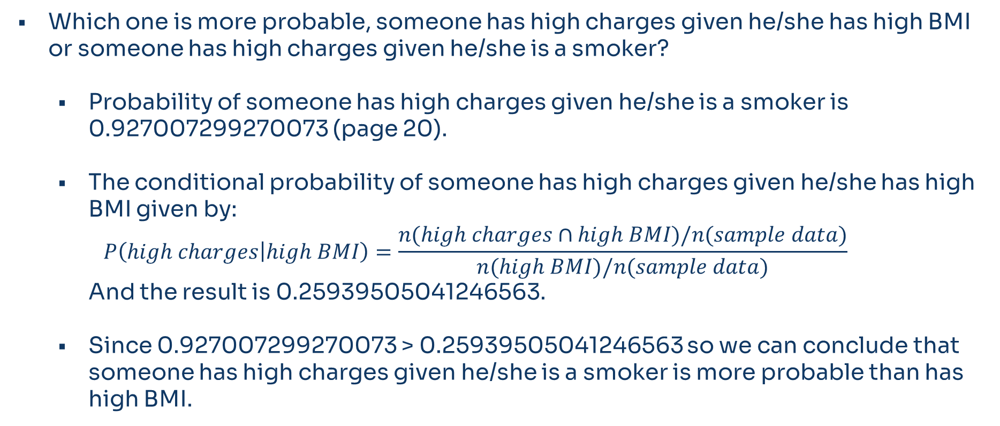 ▪ Which one is more probable, someone has high charges given he/she has high BMI
or someone has high charges given he/she is a smoker?
▪ Probability of someone has high charges given he/she is a smoker is
0.927007299270073 (page 20).
▪ The conditional probability of someone has high charges given he/she has high
BMI given by:
P(high charges|high BMI) = n(high charges ∩ high BMI)/n(sample data)
n(high BMI)/n(sample data)
And the result is 0.25939505041246563.
▪ Since 0.927007299270073 > 0.25939505041246563 so we can conclude that
someone has high charges given he/she is a smoker is more probable than has
high BMI.